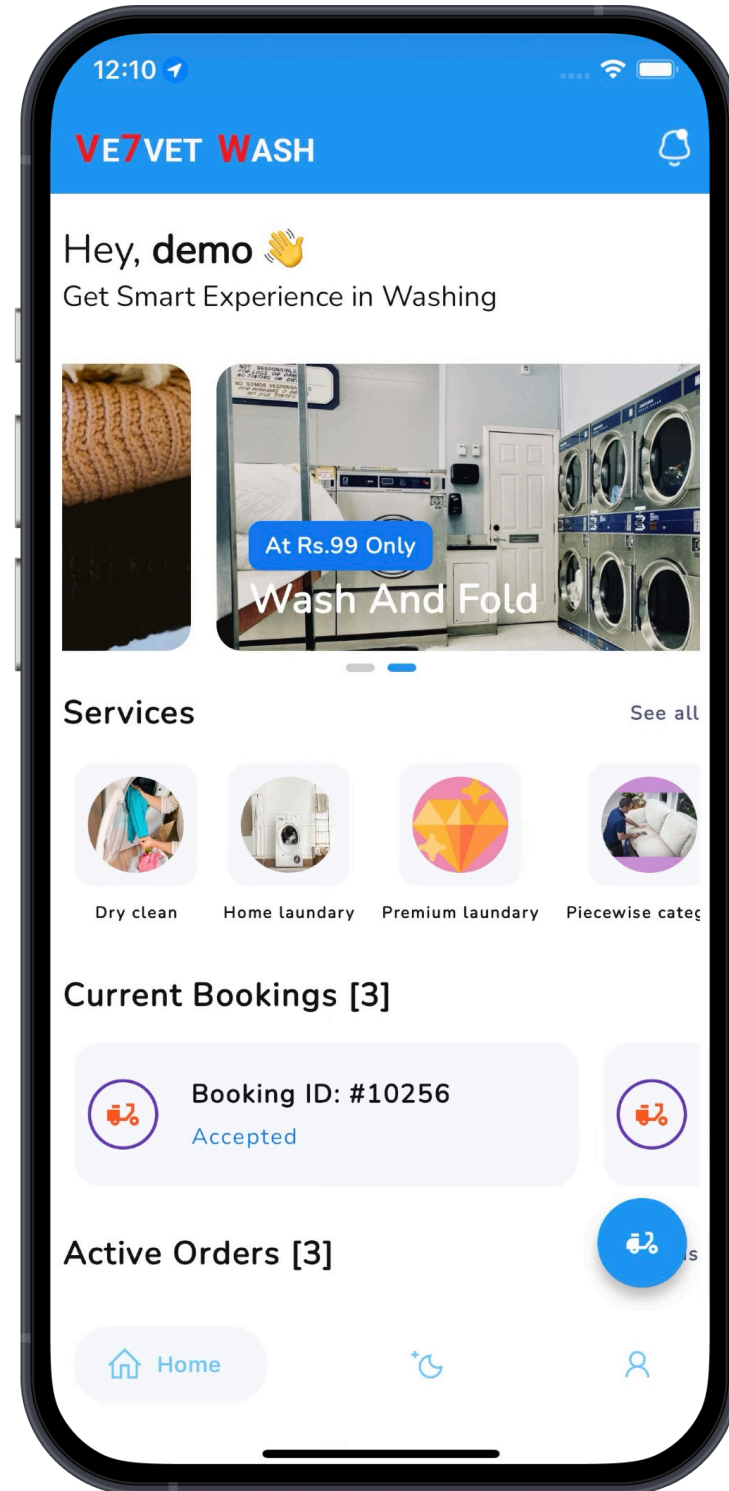 12:10
VE7VET WASH
Hey, demo 👋
Get Smart Experience in Washing
NOT RESPONSIBLE
At Rs.99 Only
Wash And Fold
Services
See all
Dry clean
Home laundary
Premium laundary
Piecewise categ
Current Bookings [3]
Booking ID: #10256
Accepted
Active Orders [3]
Home